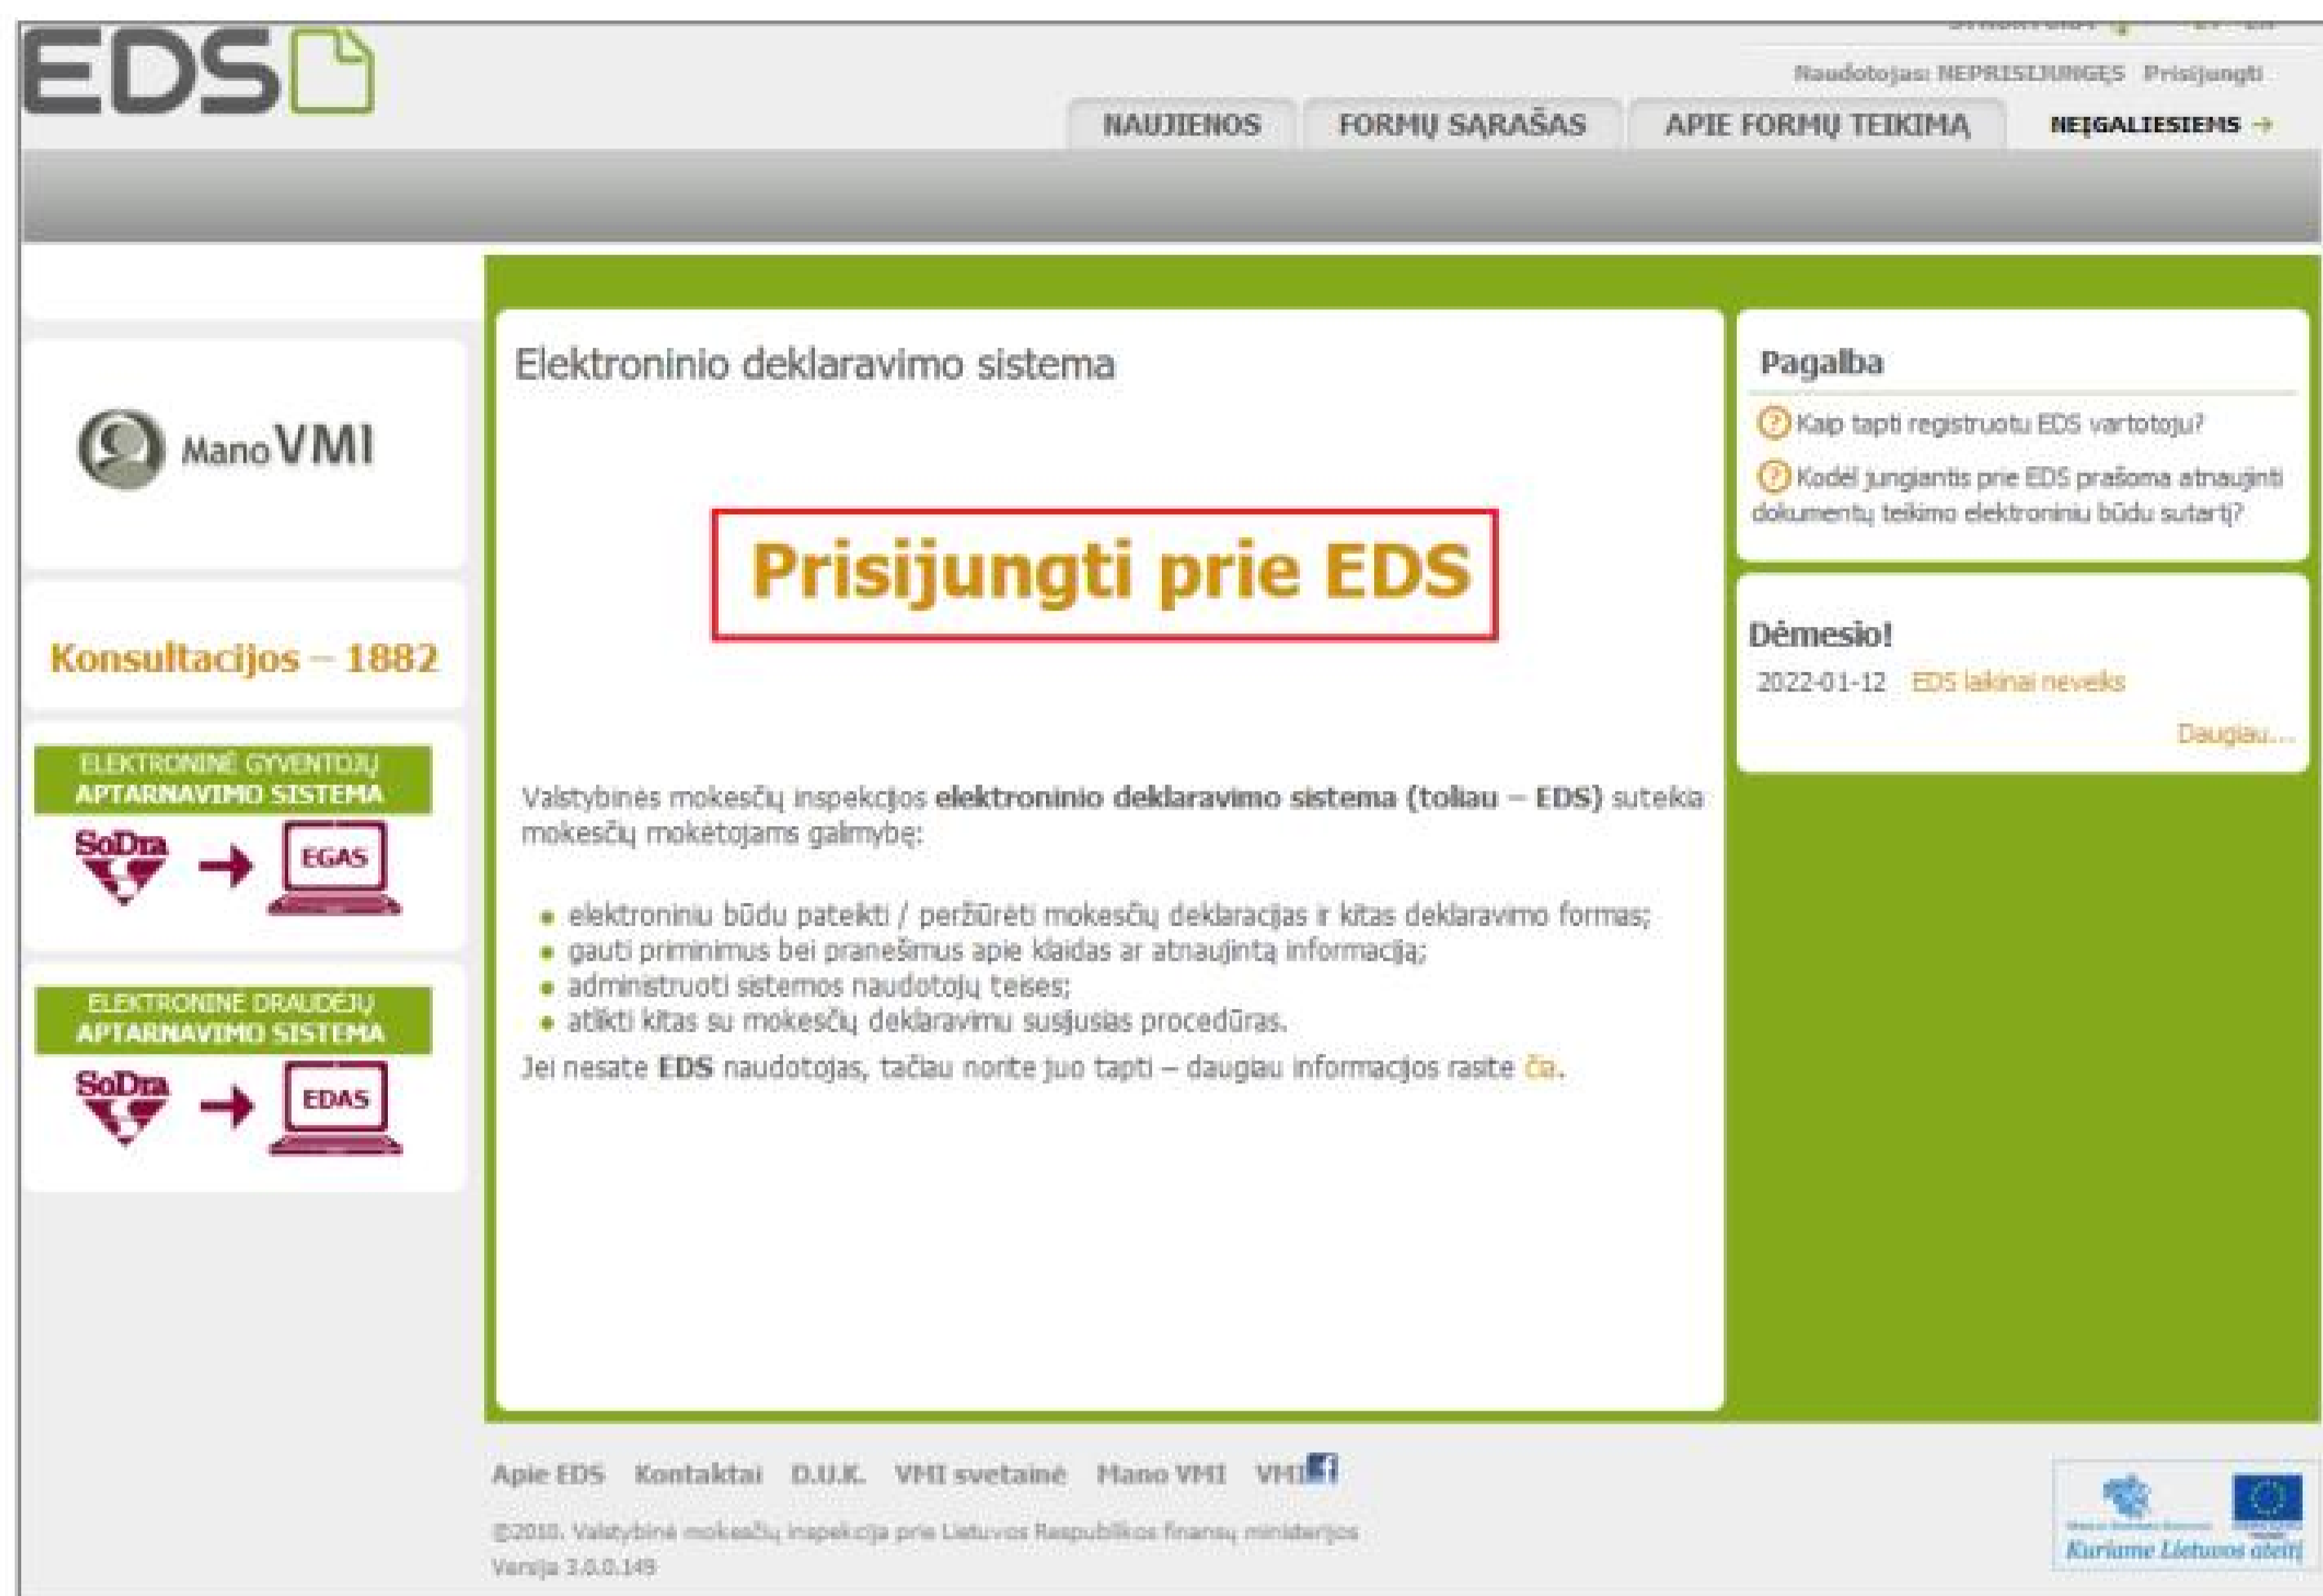 EDS
Naudotojas: NEPRISIJUNGĘS Prisijungti
NAUJIENOS FORMŲ SĄRAŠAS APIE FORMŲ TEIKIMĄ NEĮGALIESIEMS →
Mano VMI
Konsultacijos – 1882
ELEKTRONINĖ GYVENTOJŲ
APTARNAVIMO SISTEMA
SoDra EGAS
ELEKTRONINĖ DRAUDĖJŲ
APTARNAVIMO SISTEMA
SoDra EDAS
Elektroninio deklaravimo sistema
Prisijungti prie EDS
Valstybinės mokesčių inspekcijos elektroninio deklaravimo sistema (toliau – EDS) suteikia
mokesčių mokėtojams galimybę:
• elektroniniu būdu pateikti / peržiūrėti mokesčių deklaracijas ir kitas deklaravimo formas;
• gauti priminimus bei pranešimus apie klaidas ar atnaujintą informaciją;
• administruoti sistemos naudotojų teises;
• atlikti kitas su mokesčių deklaravimu susijusias procedūras.
Jei nesate EDS naudotojas, tačiau norite juo tapti – daugiau informacijos rasite čia.
Pagalba
Kaip tapti registruotu EDS vartotoju?
Kodėl jungiantis prie EDS prašoma atnaujinti
dokumentų teikimo elektroniniu būdu sutartį?
Dėmesio!
2022-01-12 EDS laikinai neveiks
Daugiau...
Apie EDS Kontaktai D.U.K. VMI svetainė Mano VMI VMI
©2010. Valstybinė mokesčių inspekcija prie Lietuvos Respublikos finansų ministerijos
Versija 3.0.0.149
Kuriame Lietuvos ateitį